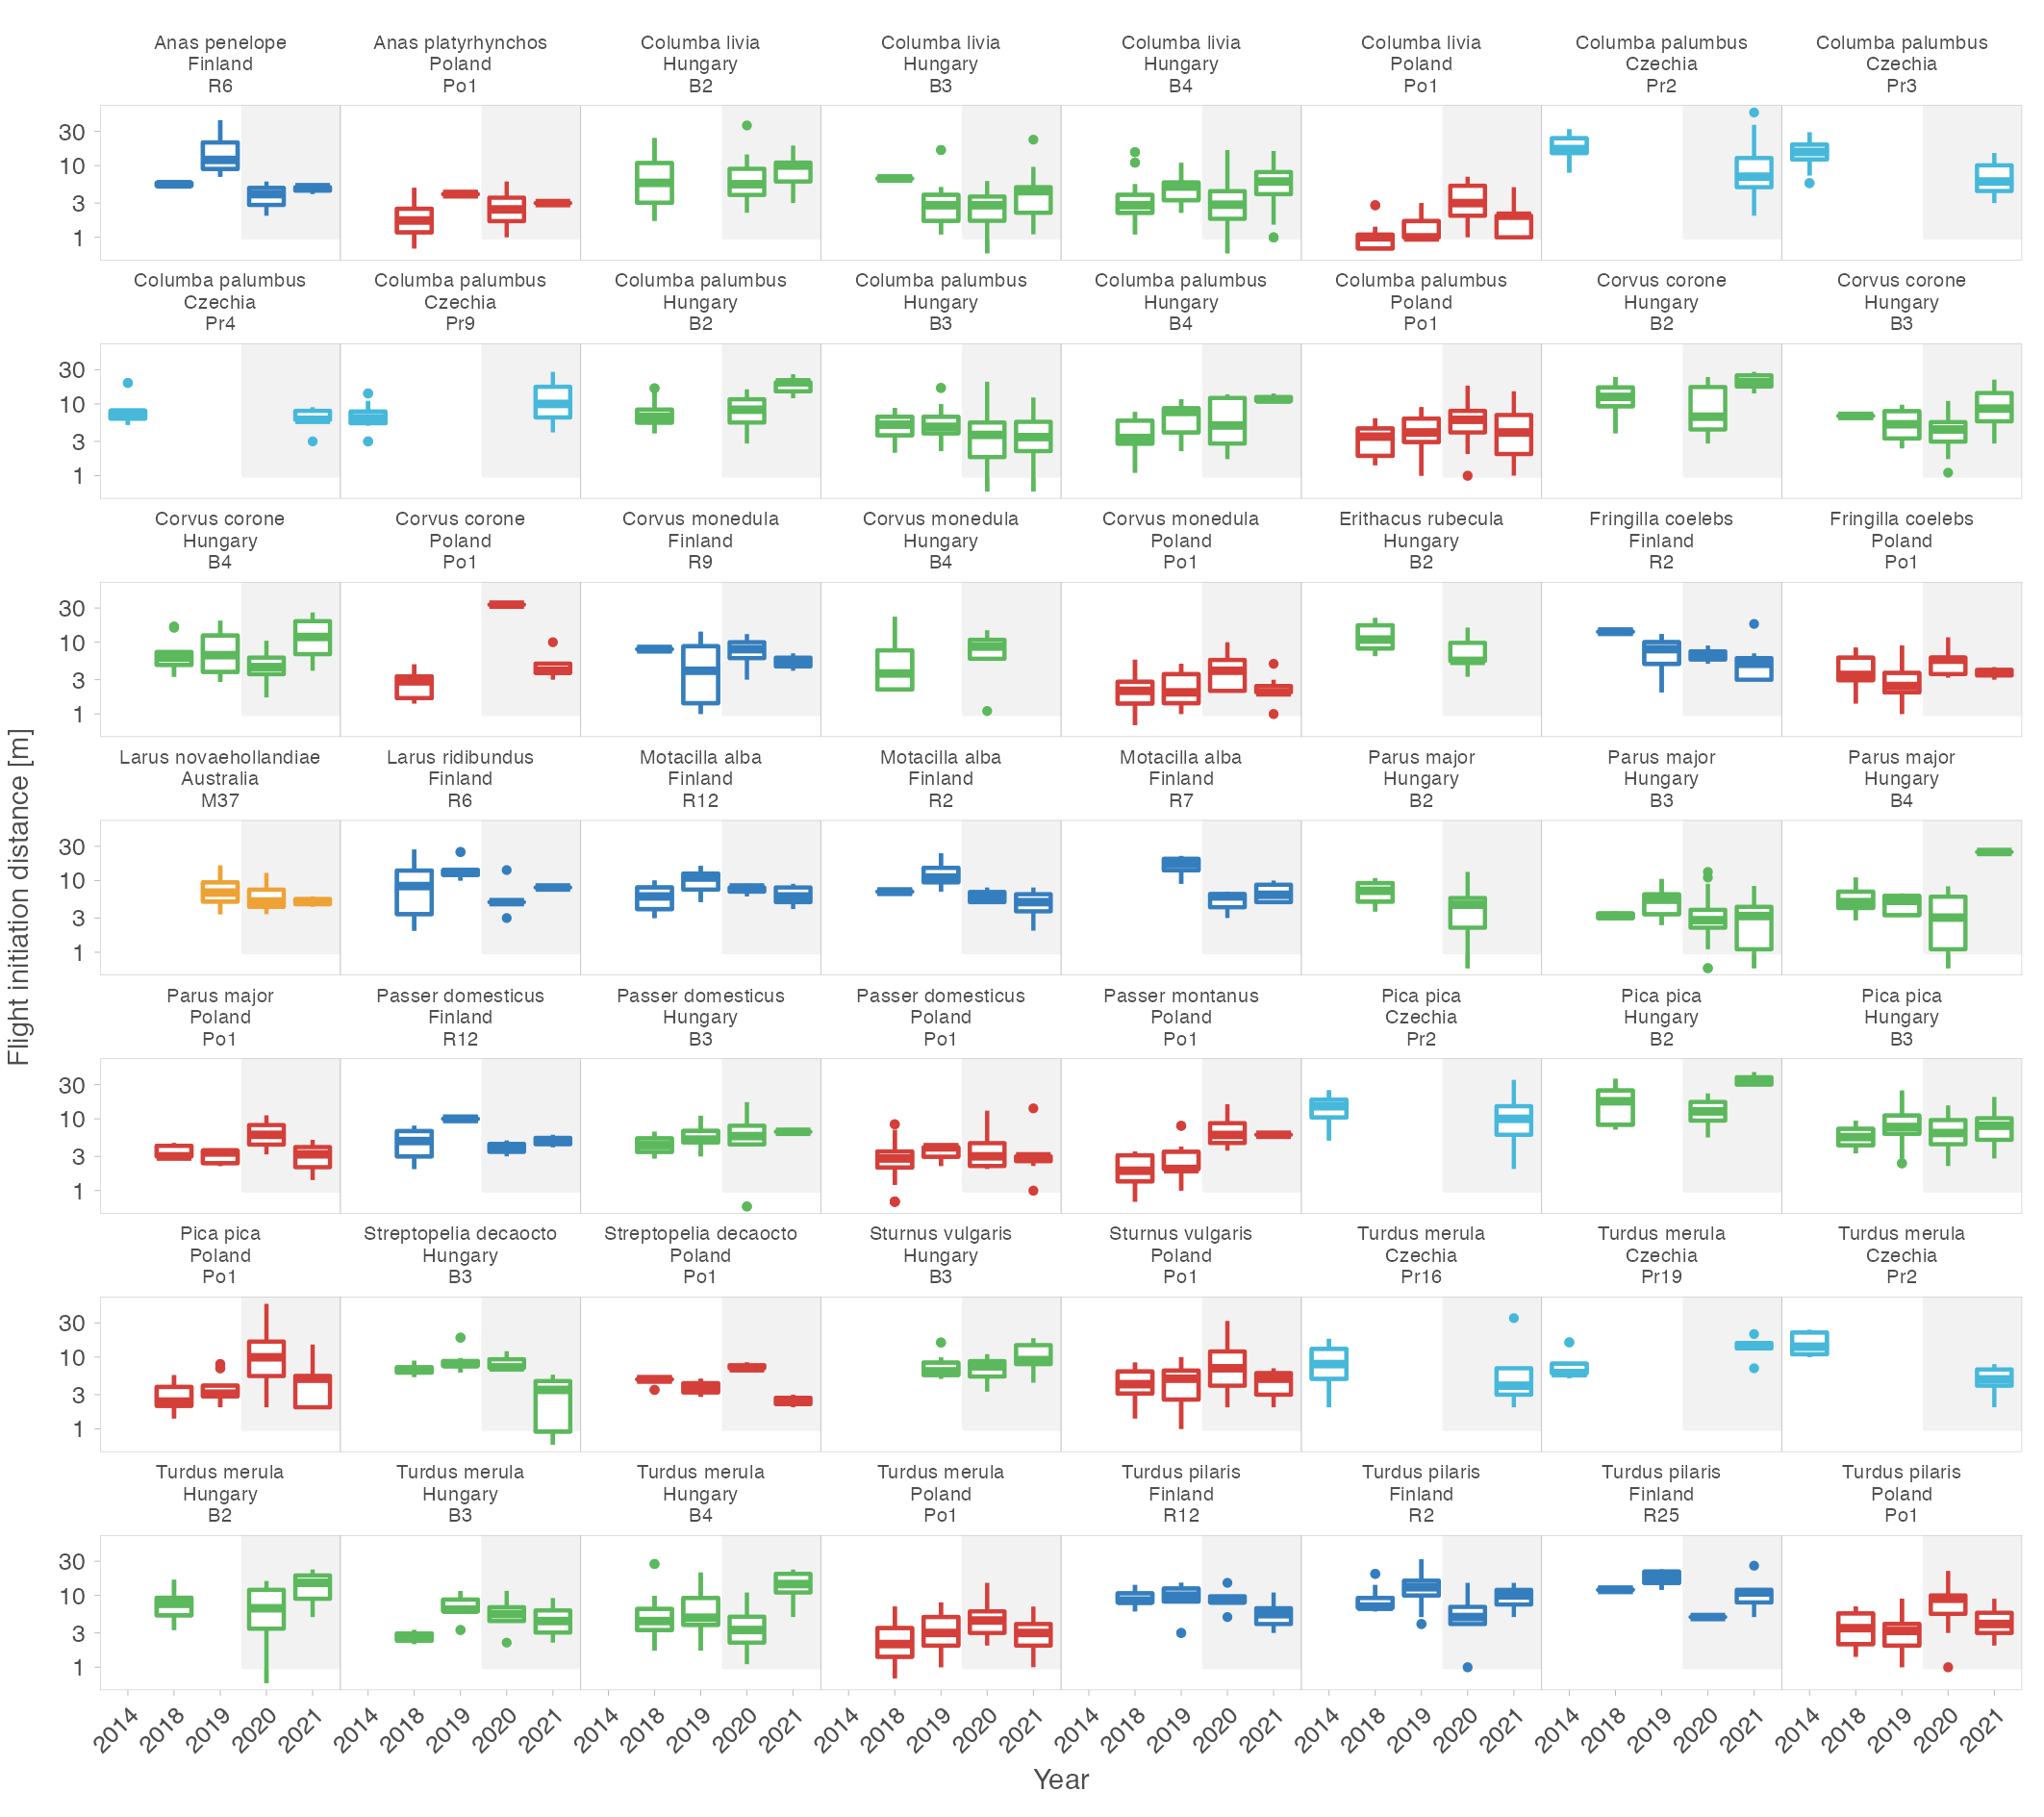 Anas penelope
Finland
R6
Anas platyrhynchos
Poland
Po1
Columba livia
Hungary
B2
Columba livia
Hungary
B3
Columba livia
Hungary
B4
Columba livia
Poland
Po1
Columba palumbus
Czechia
Pr2
Columba palumbus
Czechia
Pr3
30
10
3
1
Columba palumbus
Czechia
Pr4
Columba palumbus
Czechia
Pr9
Columba palumbus
Hungary
B2
Columba palumbus
Hungary
B3
Columba palumbus
Hungary
B4
Columba palumbus
Poland
Po1
Corvus corone
Hungary
B2
Corvus corone
Hungary
B3
30
10
3
1
Corvus corone
Hungary
B4
Corvus corone
Poland
Po1
Corvus monedula
Finland
R9
Corvus monedula
Hungary
B4
Corvus monedula
Poland
Po1
Erithacus rubecula
Hungary
B2
Fringilla coelebs
Finland
R2
Fringilla coelebs
Poland
Po1
30
10
3
1
Larus novaehollandiae
Australia
M37
Larus ridibundus
Finland
R6
Motacilla alba
Finland
R12
Motacilla alba
Finland
R2
Motacilla alba
Finland
R7
Parus major
Hungary
B2
Parus major
Hungary
B3
Parus major
Hungary
B4
30
10
3
1
Flight initiation distance [m]
Parus major
Poland
Po1
Passer domesticus
Finland
R12
Passer domesticus
Hungary
B3
Passer domesticus
Poland
Po1
Passer montanus
Poland
Po1
Pica pica
Czechia
Pr2
Pica pica
Hungary
B2
Pica pica
Hungary
B3
30
10
3
1
Pica pica
Poland
Po1
Streptopelia decaocto
Hungary
B3
Streptopelia decaocto
Poland
Po1
Sturnus vulgaris
Hungary
B3
Sturnus vulgaris
Poland
Po1
Turdus merula
Czechia
Pr16
Turdus merula
Czechia
Pr19
Turdus merula
Czechia
Pr2
30
10
3
1
Turdus merula
Hungary
B2
Turdus merula
Hungary
B3
Turdus merula
Hungary
B4
Turdus merula
Poland
Po1
Turdus pilaris
Finland
R12
Turdus pilaris
Finland
R2
Turdus pilaris
Finland
R25
Turdus pilaris
Poland
Po1
30
10
3
1
2014 2018 2019 2020 2021 2014 2018 2019 2020 2021 2014 2018 2019 2020 2021 2014 2018 2019 2020 2021 2014 2018 2019 2020 2021 2014 2018 2019 2020 2021 2014 2018 2019 2020 2021 2014 2018 2019 2020 2021
Year